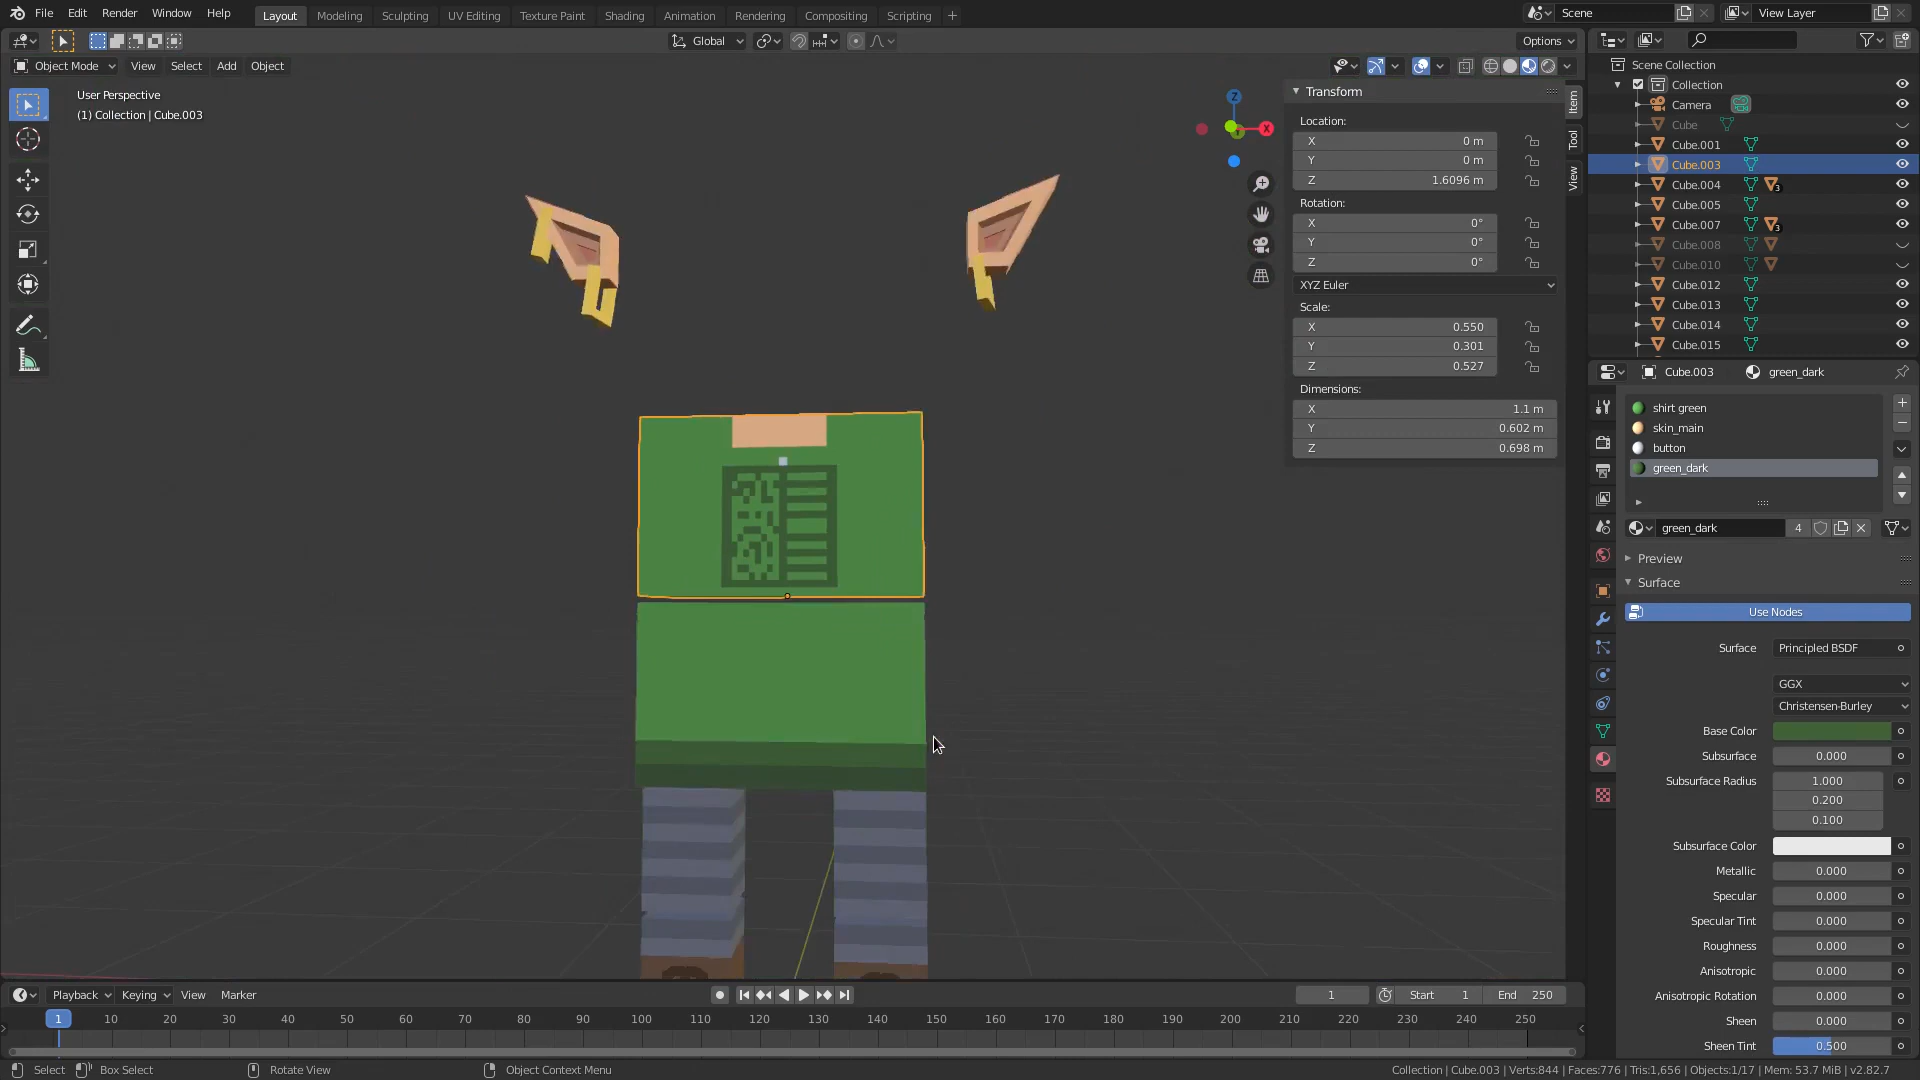 File Edit Render Window Help Layout Modeling Sculpting UV Editing Texture Paint Shading Animation Rendering Compositing Scripting + Scene View Layer
Global Options
Object Mode View Select Add Object
User Perspective
(1) Collection | Cube.003
Z
X
Transform
Location:
X 0 m
Y 0 m
Z 1.6096 m
Rotation:
X 0°
Y 0°
Z 0°
XYZ Euler
Scale:
X 0.550
Y 0.301
Z 0.527
Dimensions:
X 1.1 m
Y 0.602 m
Z 0.698 m
Item
Tool
View
Scene Collection
Collection
Camera
Cube
Cube.001
Cube.003
Cube.004 3
Cube.005
Cube.007 3
Cube.008
Cube.010
Cube.012
Cube.013
Cube.014
Cube.015
Cube.003 green_dark
shirt green
skin_main
button
green_dark
green_dark 4
Preview
Surface
Use Nodes
Surface Principled BSDF
GGX
Christensen-Burley
Base Color
Subsurface 0.000
Subsurface Radius 1.000
0.200
0.100
Subsurface Color
Metallic 0.000
Specular 0.000
Specular Tint 0.000
Roughness 0.000
Anisotropic 0.000
Anisotropic Rotation 0.000
Sheen 0.000
Sheen Tint 0.500
Playback Keying View Marker 1 Start 1 End 250
1 10 20 30 40 50 60 70 80 90 100 110 120 130 140 150 160 170 180 190 200 210 220 230 240 250
Select Box Select Rotate View Object Context Menu Collection | Cube.003 | Verts:844 | Faces:776 | Tris:1,656 | Objects:1/17 | Mem: 53.7 MiB | v2.82.7